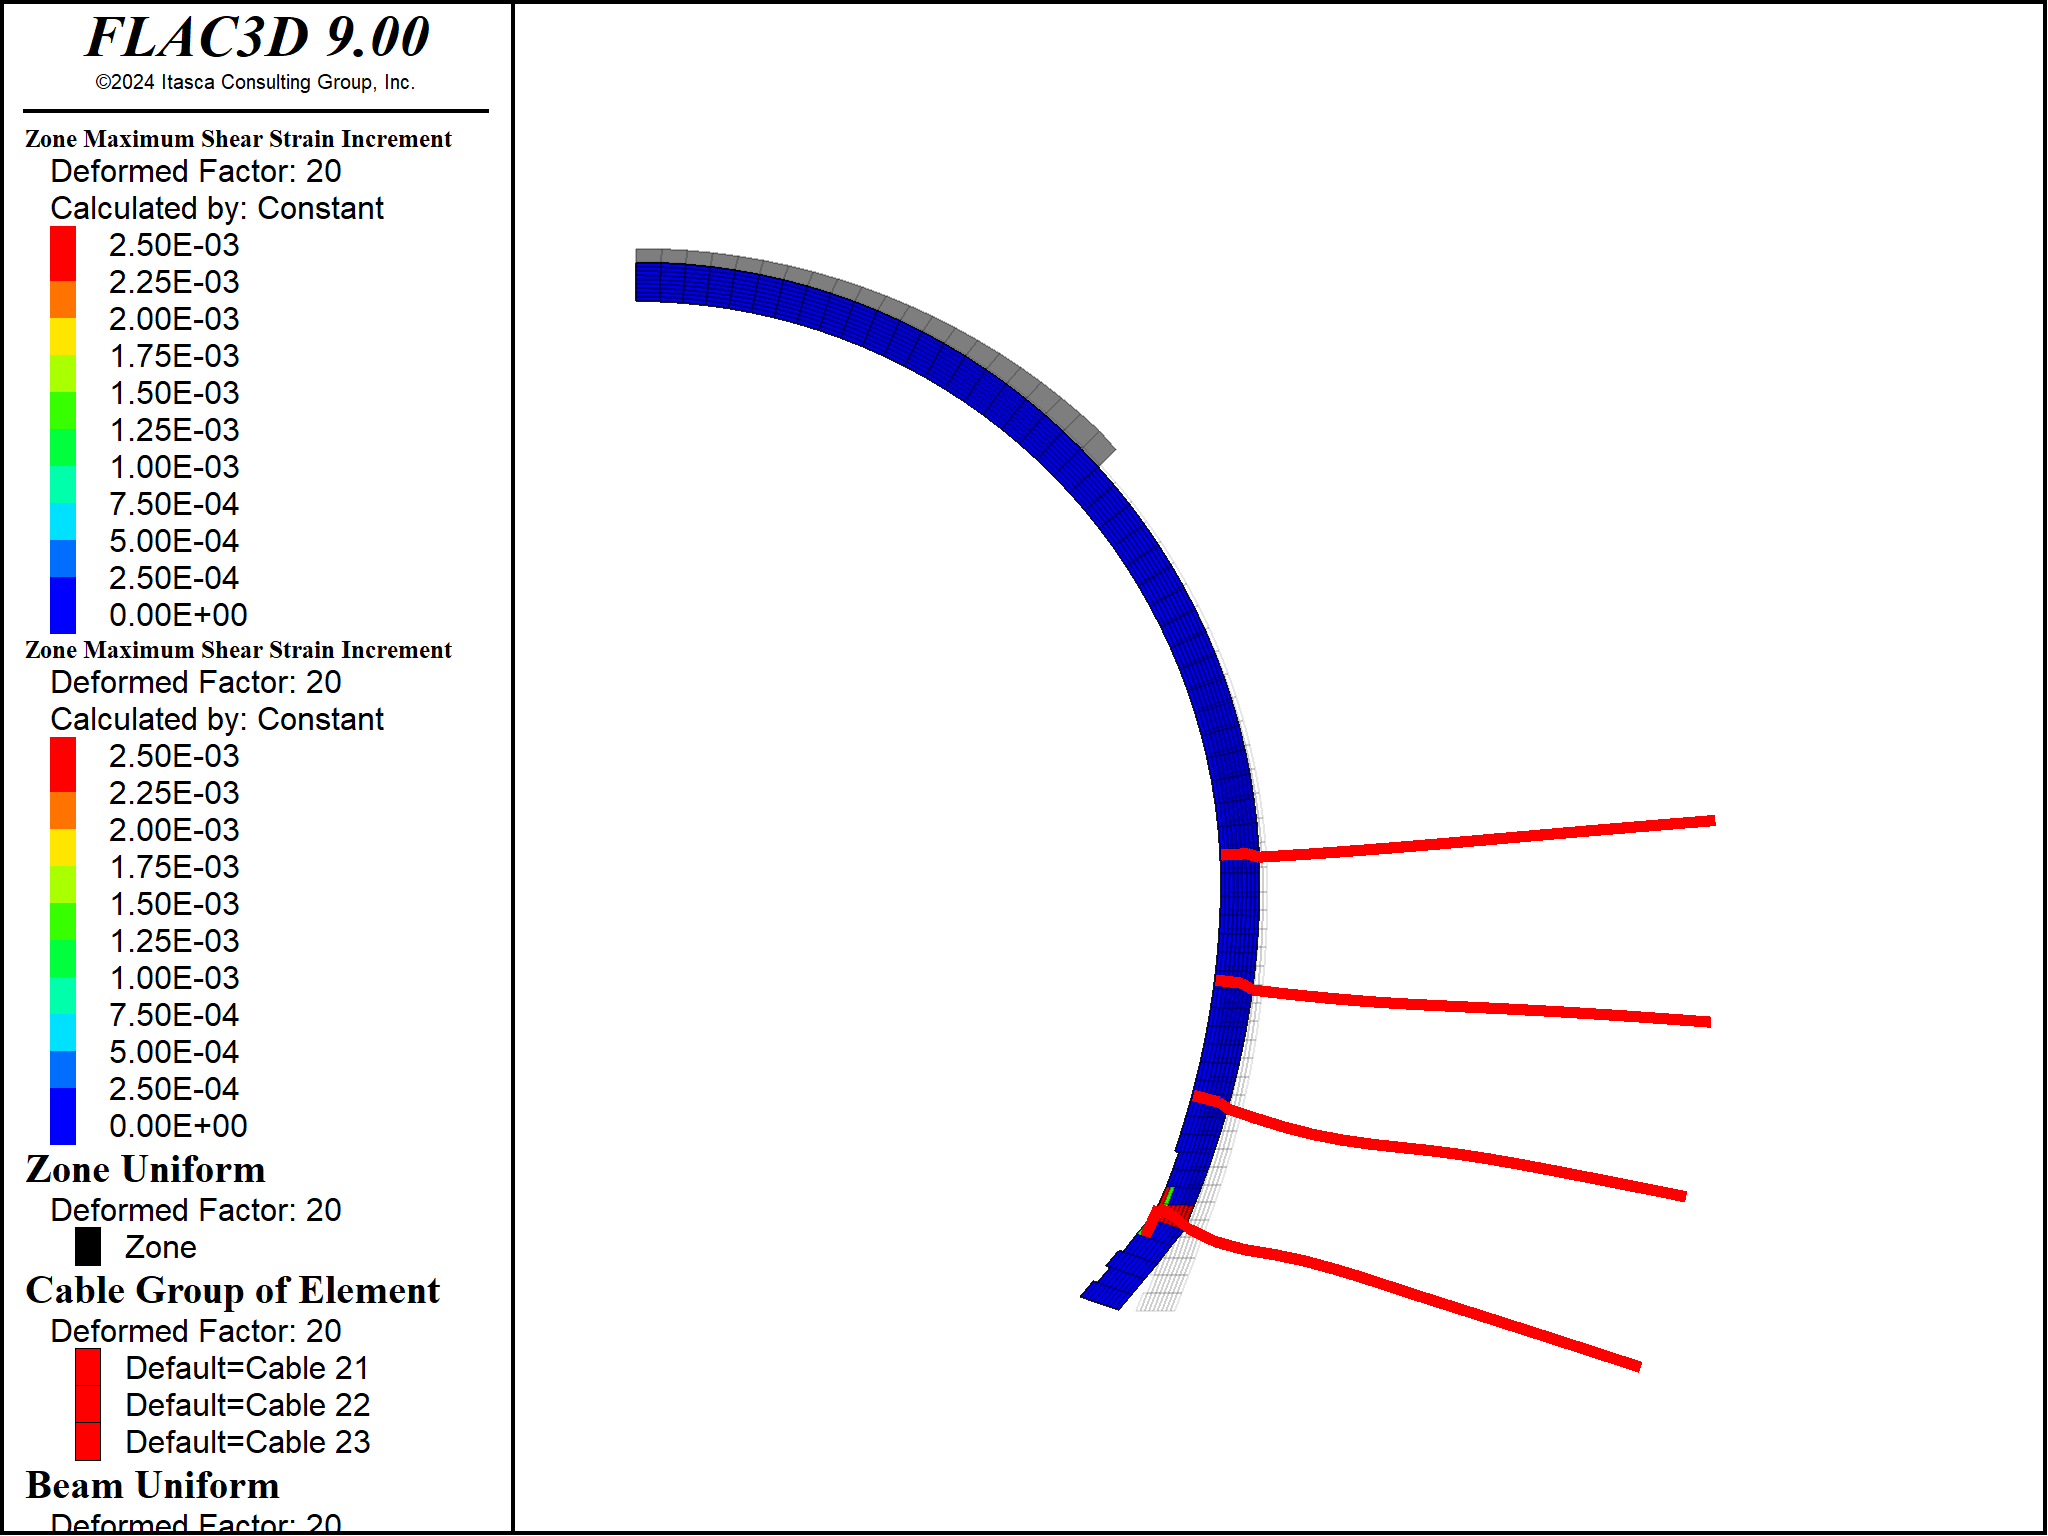 FLAC3D 9.00
©2024 Itasca Consulting Group, Inc.
Zone Maximum Shear Strain Increment
Deformed Factor: 20
Calculated by: Constant
2.50E-03
2.25E-03
2.00E-03
1.75E-03
1.50E-03
1.25E-03
1.00E-03
7.50E-04
5.00E-04
2.50E-04
0.00E+00
Zone Maximum Shear Strain Increment
Deformed Factor: 20
Calculated by: Constant
2.50E-03
2.25E-03
2.00E-03
1.75E-03
1.50E-03
1.25E-03
1.00E-03
7.50E-04
5.00E-04
2.50E-04
0.00E+00
Zone Uniform
Deformed Factor: 20
Zone
Cable Group of Element
Deformed Factor: 20
Default=Cable 21
Default=Cable 22
Default=Cable 23
Beam Uniform
Deformed Factor: 20